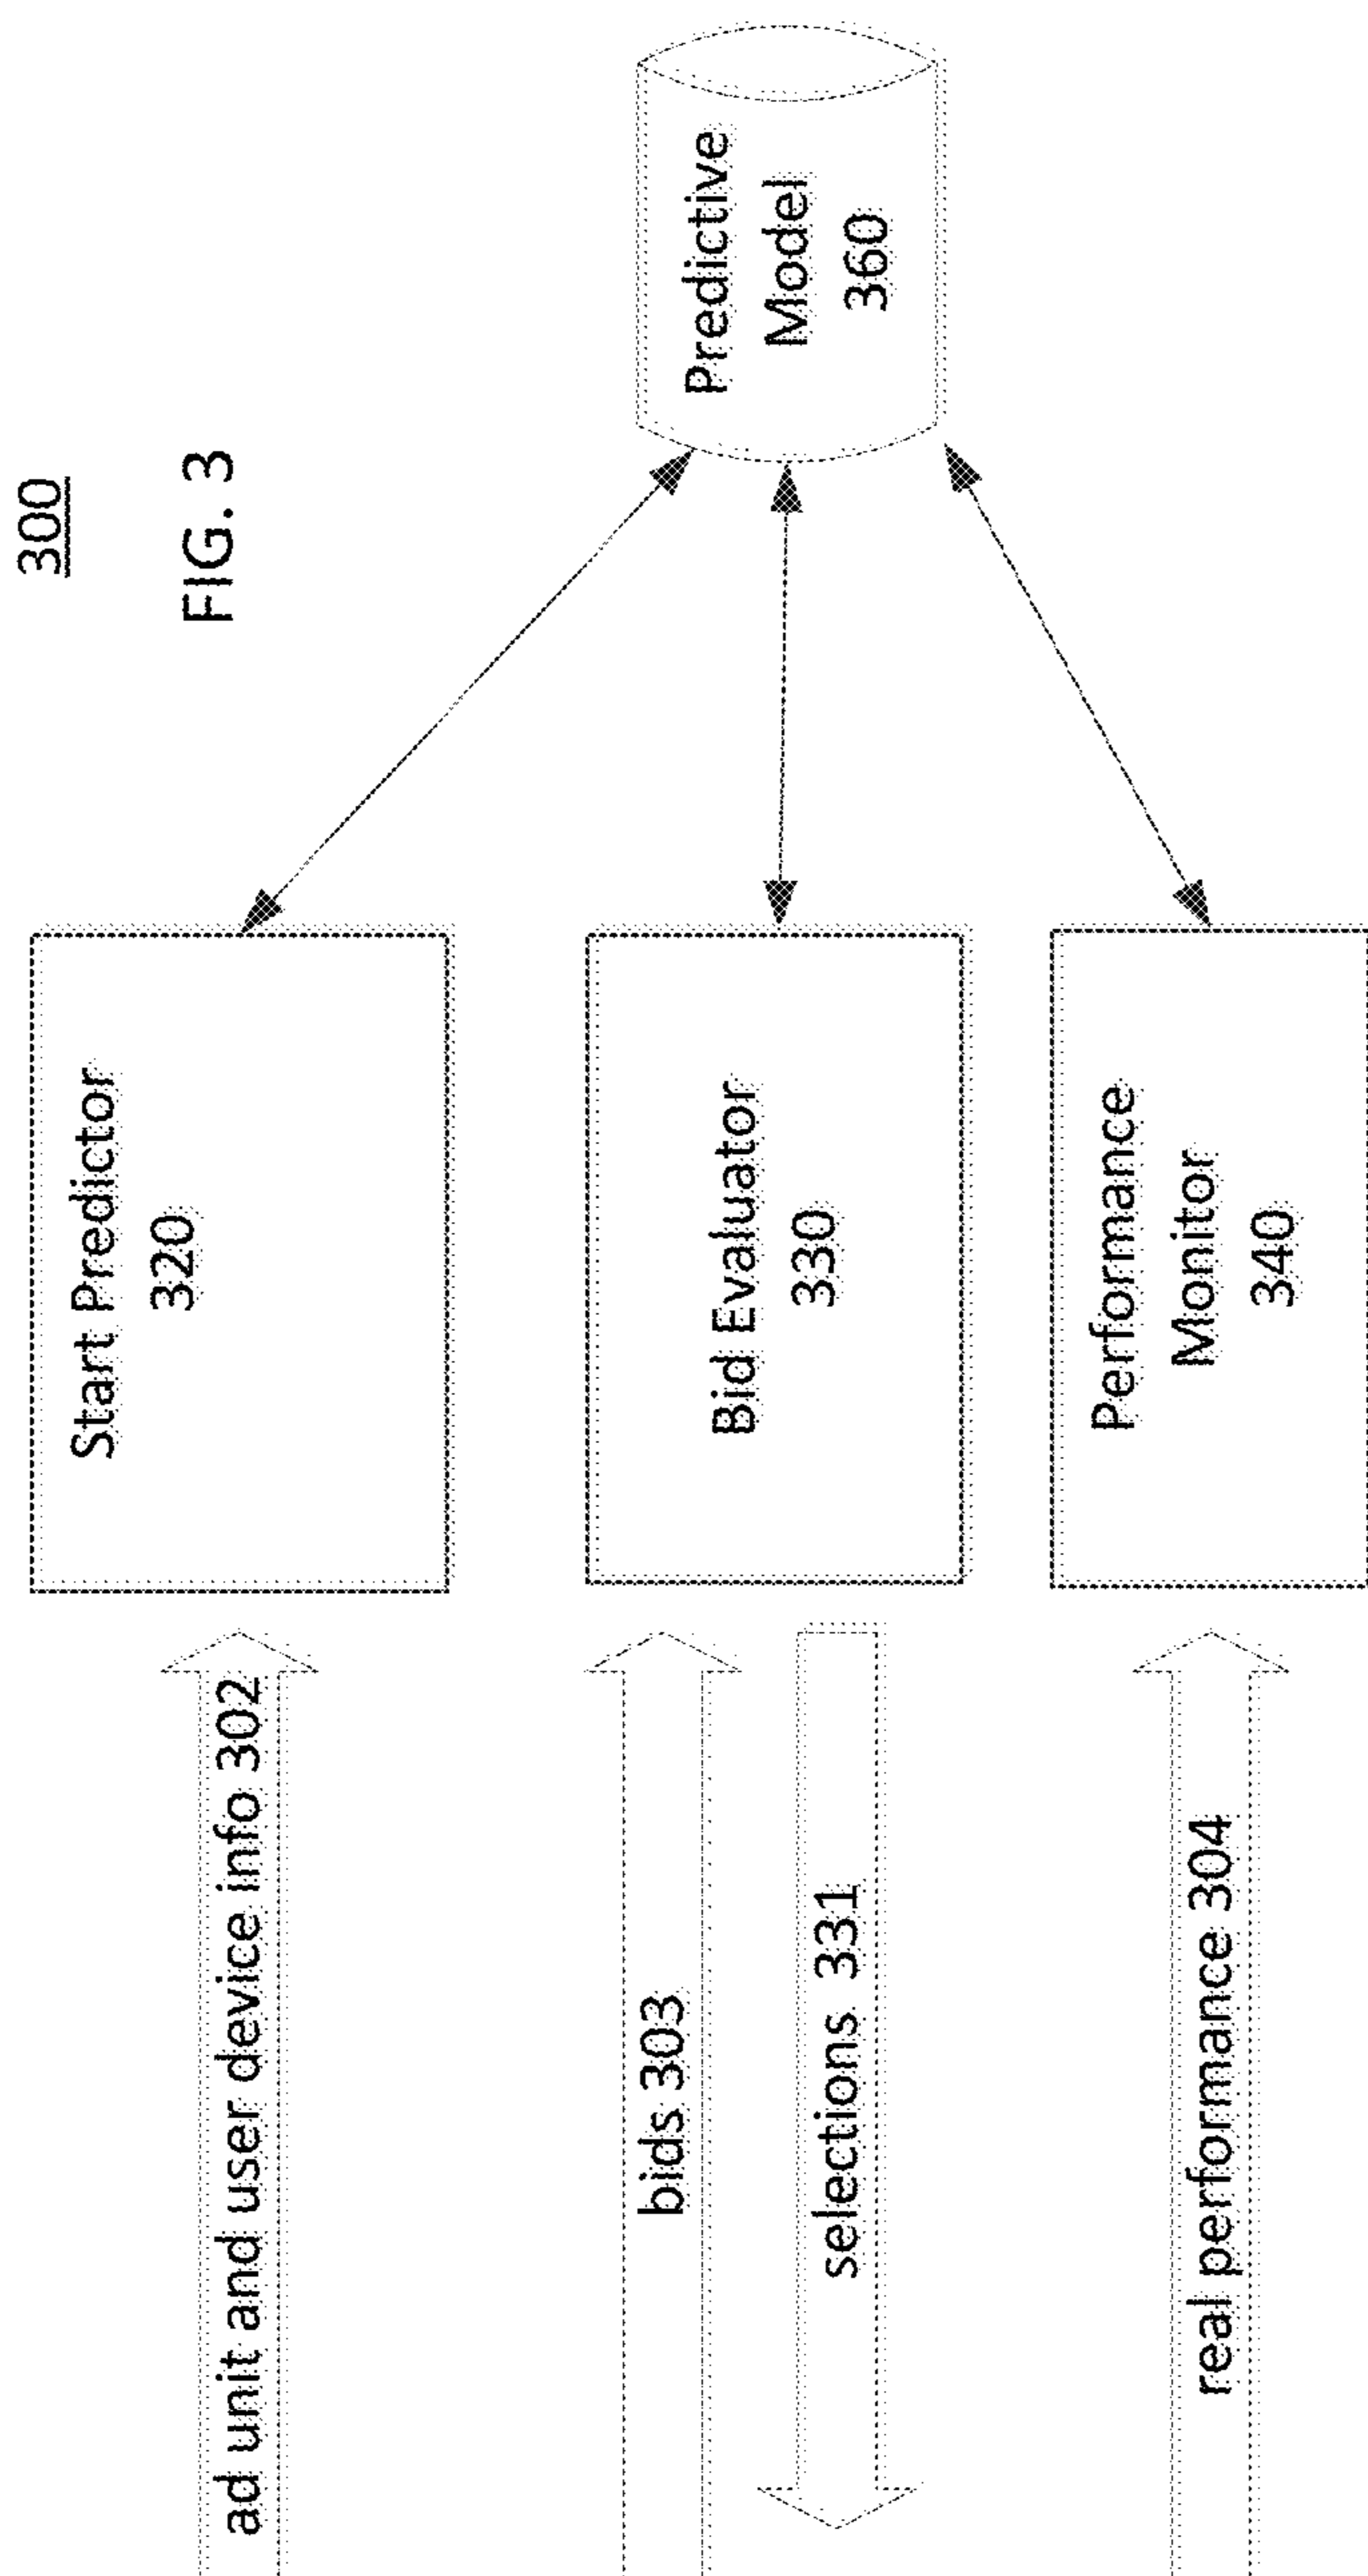 300
FIG. 3
ad unit and user device info 302
Start Predictor
320
bids 303
selections 331
Bid Evaluator
330
Predictive
Model
360
real performance 304
Performance
Monitor
340